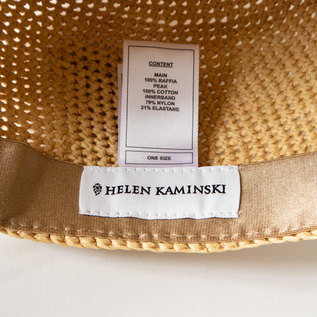 CONTENT
MAIN
100% RAFFIA
PEAK
100% COTTON
INNERBAND
79% NYLON
21% ELASTANE
ONE SIZE
HELEN KAMINSKI